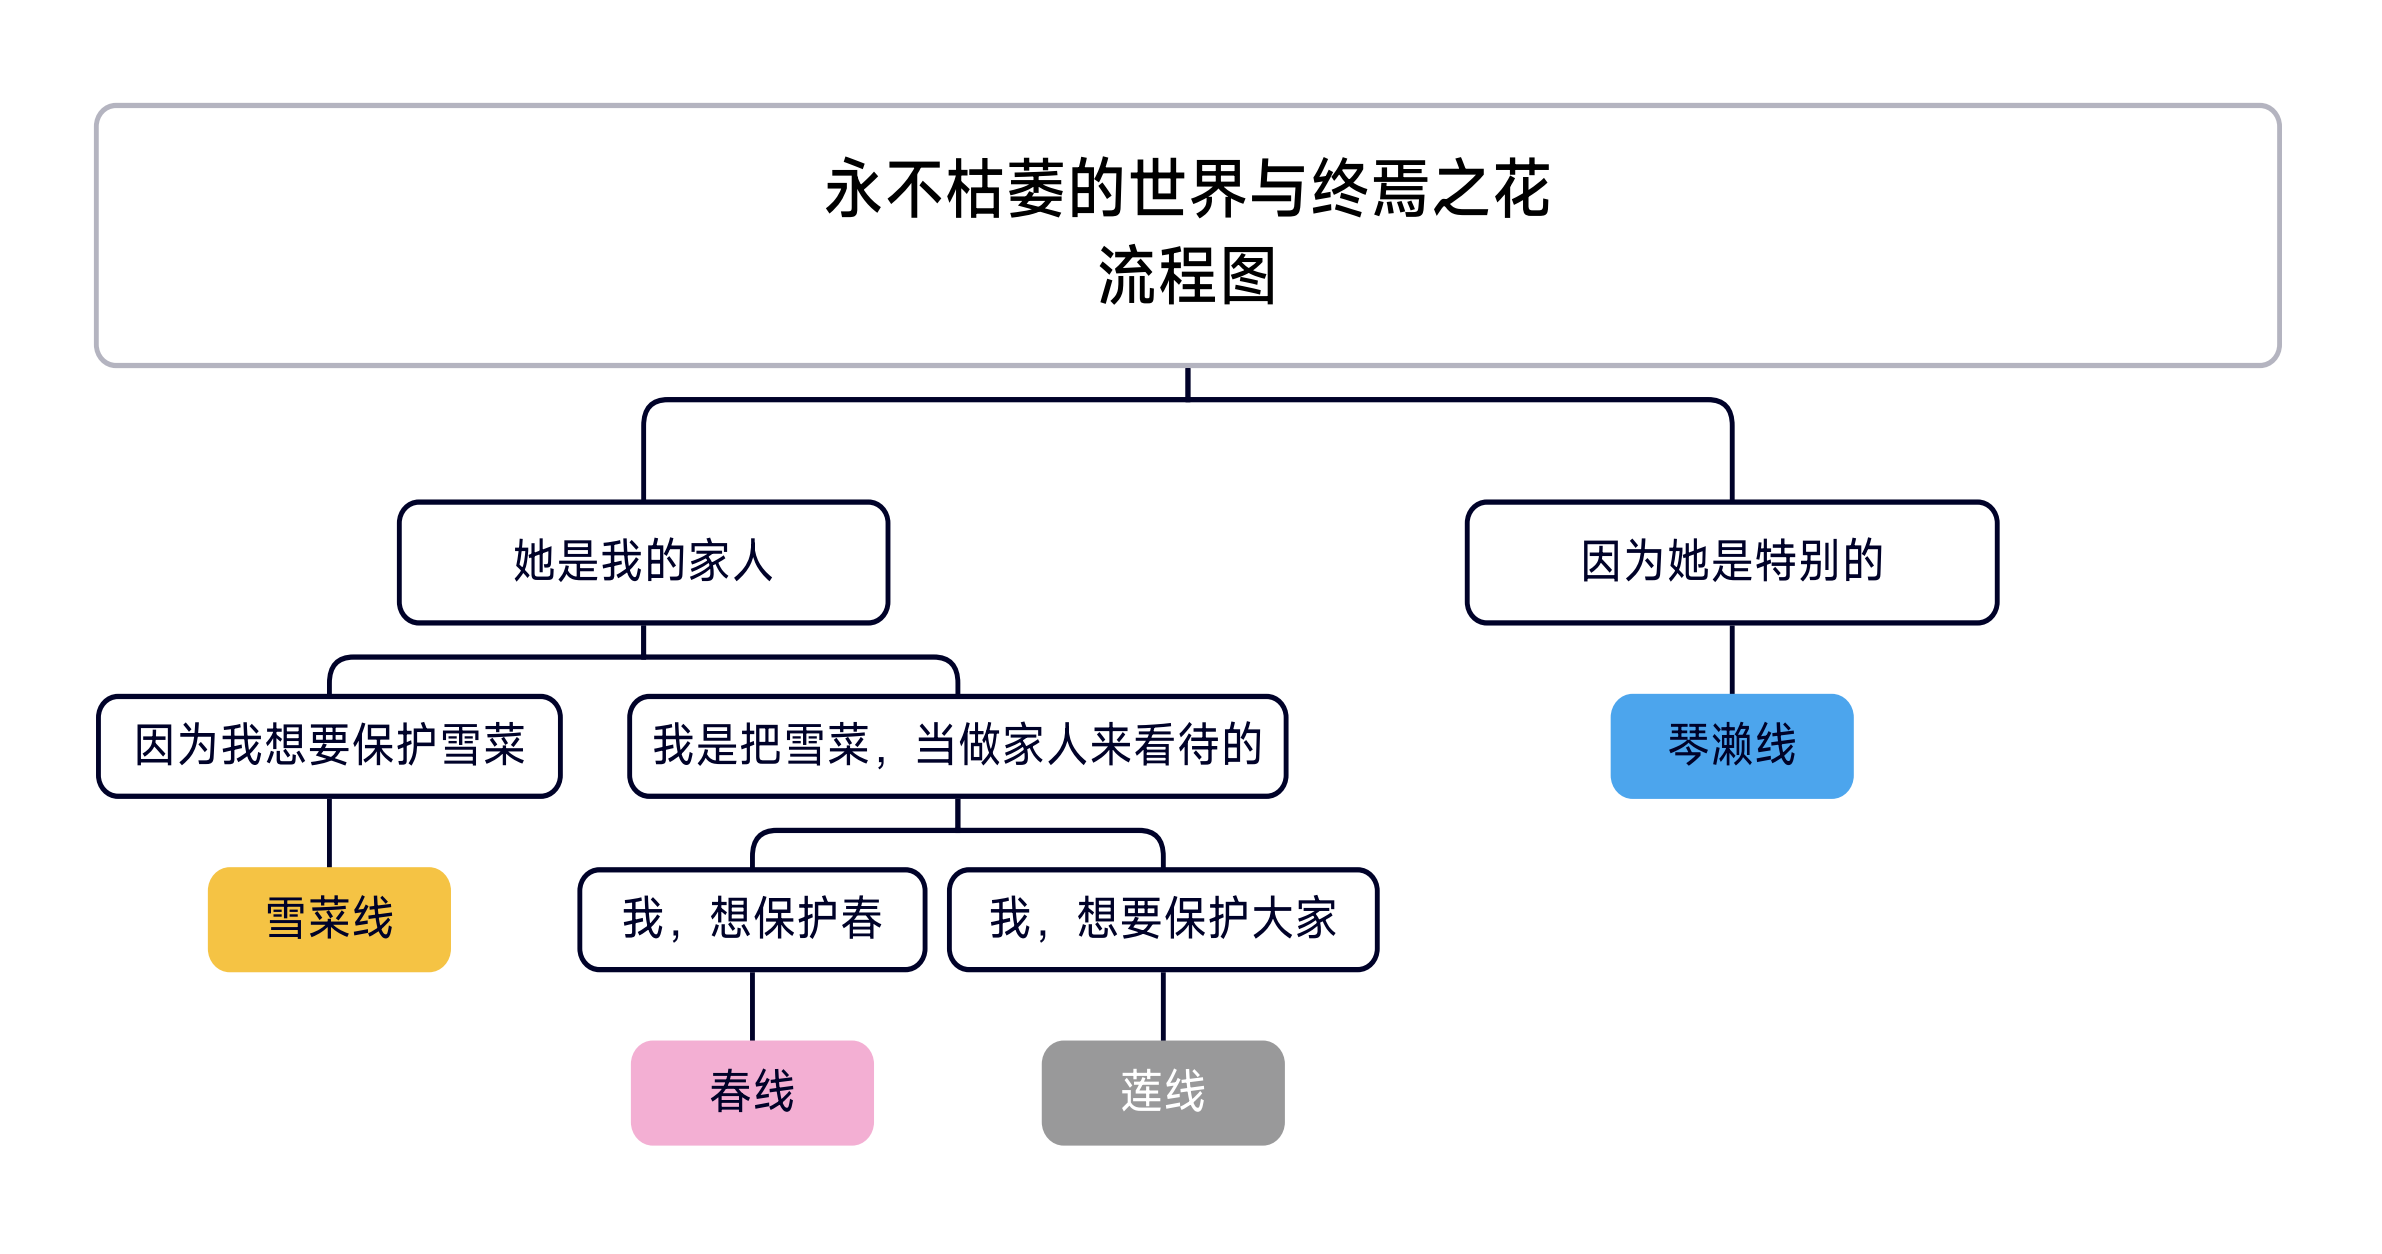 永不枯萎的世界与终焉之花
流程图
她是我的家人
因为她是特别的
因为我想要保护雪菜
我是把雪菜，当做家人来看待的
琴濑线
雪菜线
我，想保护春
我，想要保护大家
春线
莲线